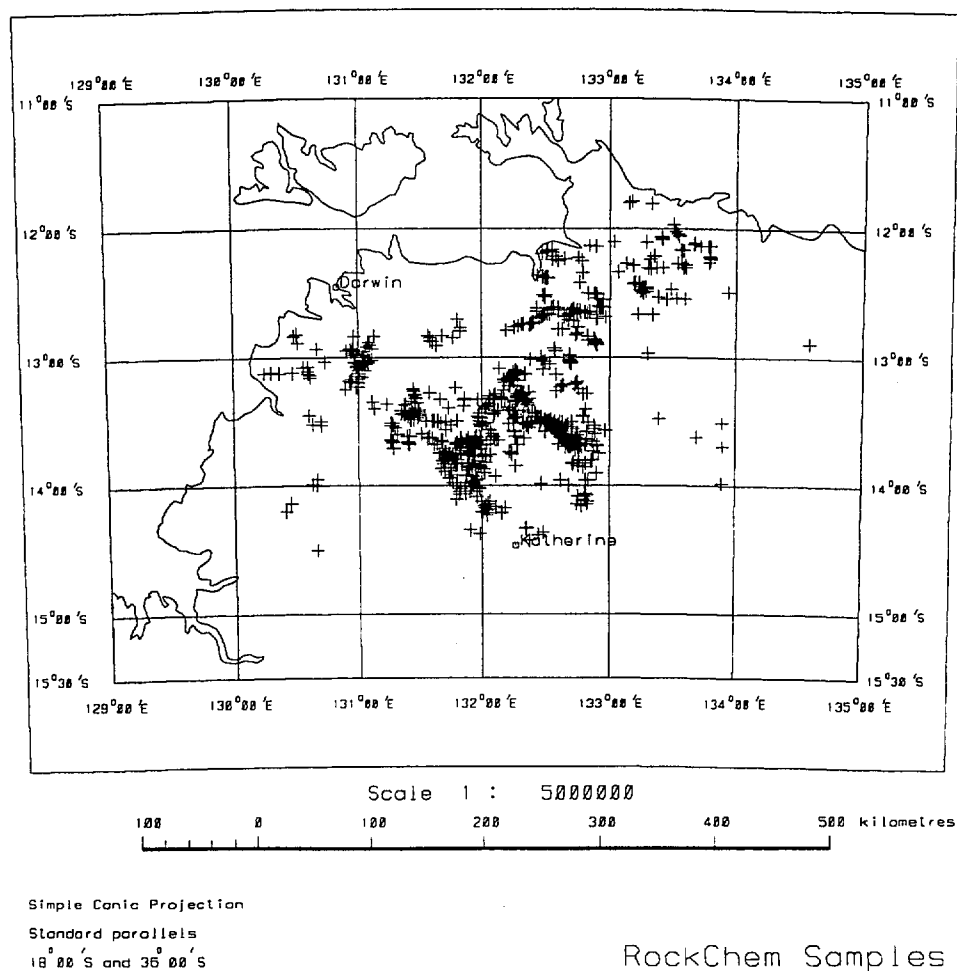 129°00'E 130°00'E 131°00'E 132°00'E 133°00'E 134°00'E 135°00'E
11°00'S 11°00'S
12°00'S 12°00'S
Darwin
13°00'S 13°00'S
14°00'S 14°00'S
Katherine
15°00'S 15°00'S
15°30'S 15°30'S
129°00'E 130°00'E 131°00'E 132°00'E 133°00'E 134°00'E 135°00'E
Scale 1 : 5000000
100 0 100 200 300 400 500 kilometres
Simple Conic Projection
Standard parallels
18°00'S and 36°00'S
RockChem Samples